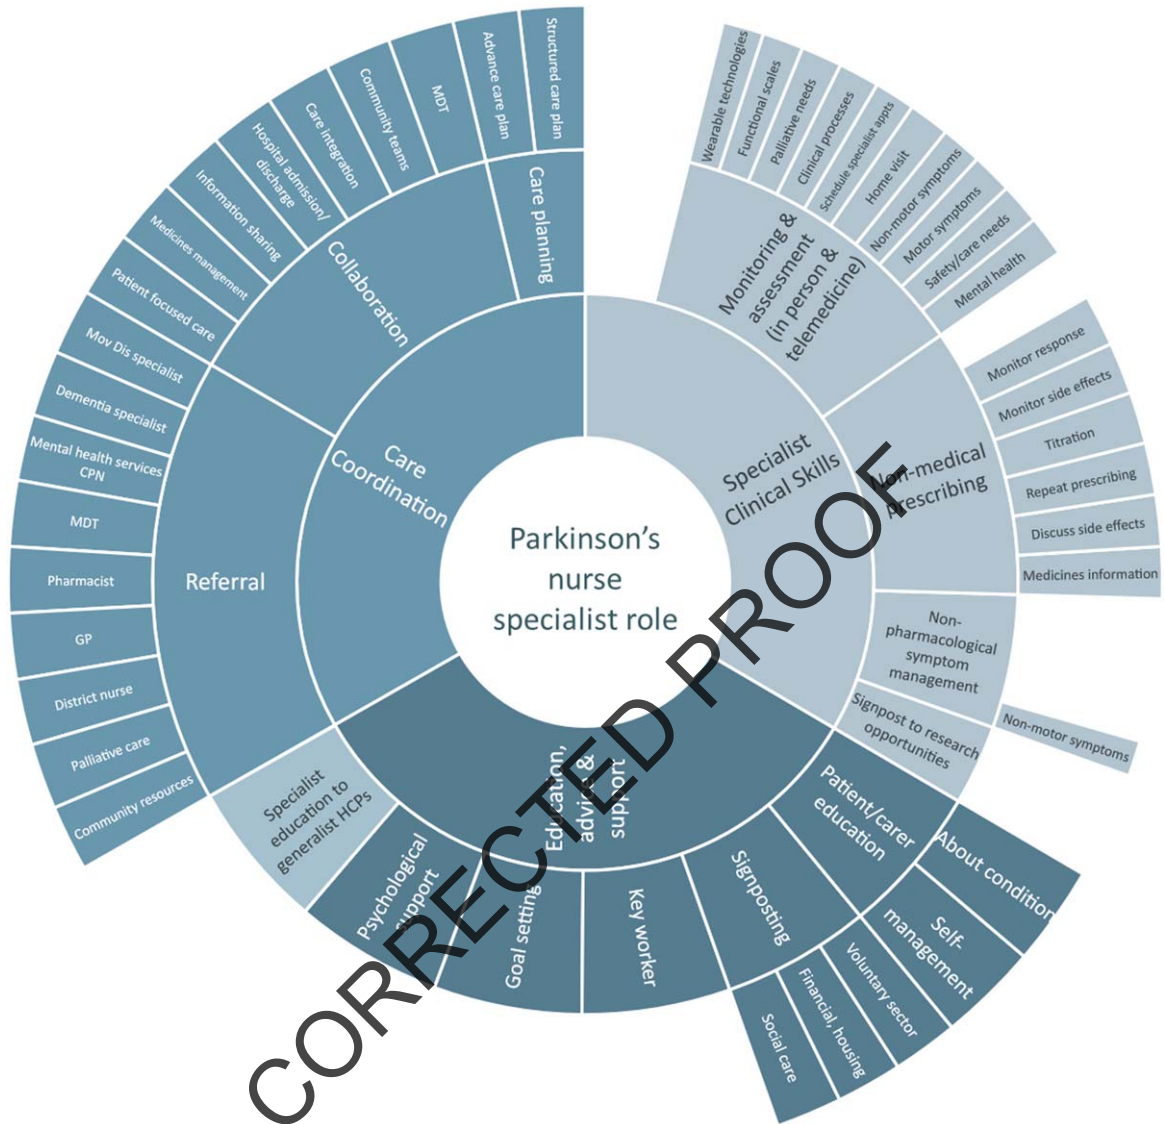 Parkinson's
nurse
specialist role
Care
Coordination
Care planning
Structured care plan
Advance care plan
Collaboration
MDT
Community teams
Care integration
Hospital admission/
discharge
Information sharing
Medicines management
Patient focused care
Referral
Mov Dis specialist
Dementia specialist
Mental health services
CPN
MDT
Pharmacist
GP
District nurse
Palliative care
Community resources
Specialist
Clinical Skills
Monitoring &
assessment
(in person &
telemedicine)
Wearable technologies
Functional scales
Palliative needs
Clinical processes
Schedule specialist appts
Home visit
Non-motor symptoms
Motor symptoms
Safety/care needs
Mental health
Non-medical
prescribing
Monitor response
Monitor side effects
Titration
Repeat prescribing
Discuss side effects
Medicines information
Non-
pharmacological
symptom
management
Non-motor symptoms
Signpost to research
opportunities
Education,
advice &
support
Patient/carer
education
About condition
Self-
management
Signposting
Voluntary sector
Financial, housing
Social care
Key worker
Goal setting
Psychological
support
Specialist
education to
generalist HCPs
CORRECTED PROOF